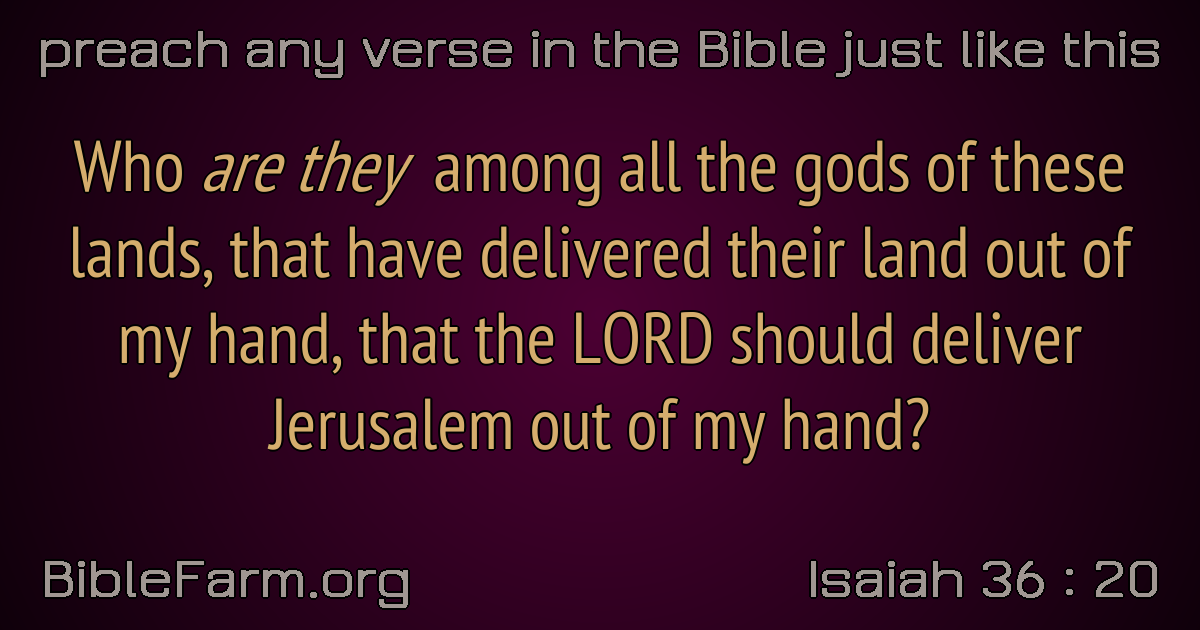 preach any verse in the Bible just like this
Who are they among all the gods of these
lands, that have delivered their land out of
my hand, that the LORD should deliver
Jerusalem out of my hand?
BibleFarm.org
Isaiah 36 : 20